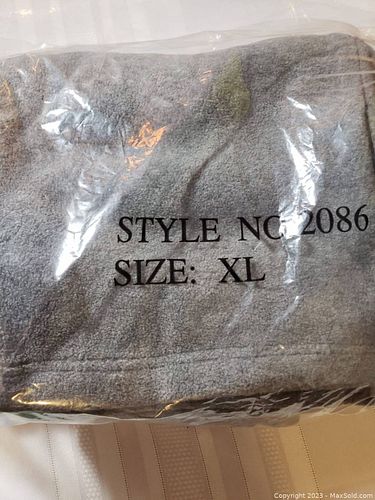 STYLE NO 2086
SIZE: XL
Copyright 2023 - MaxSold.com